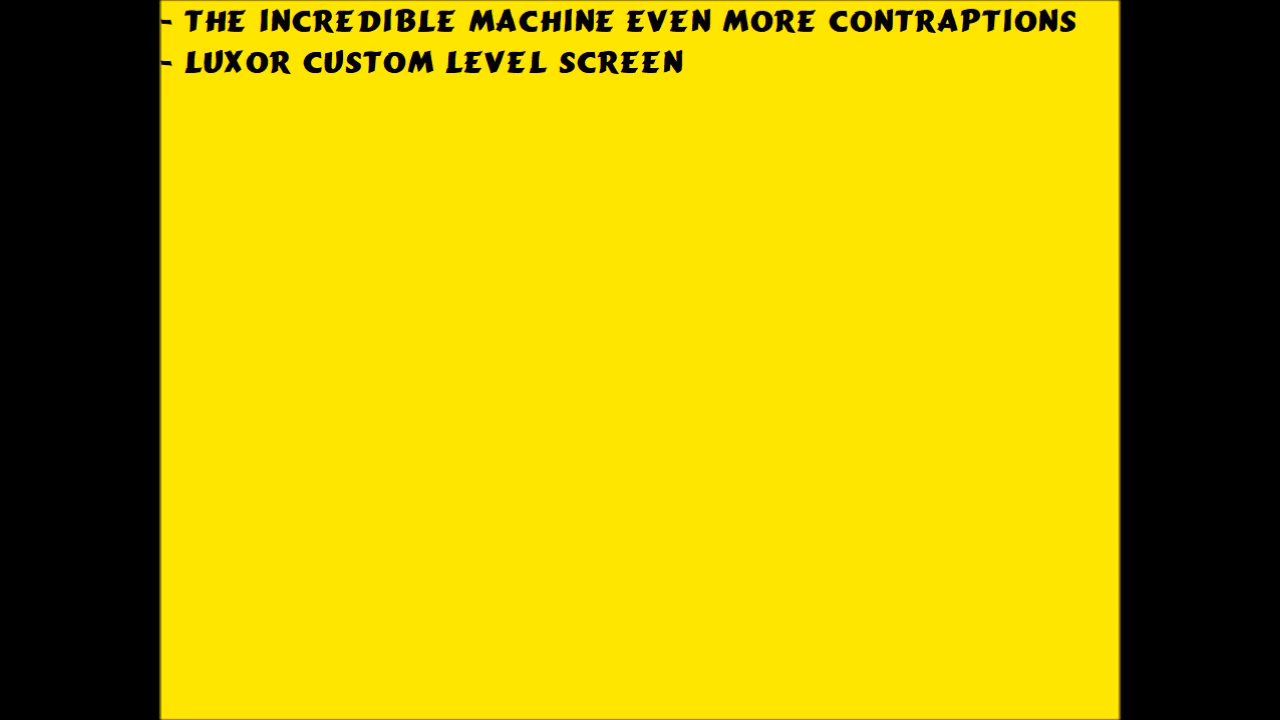 - THE INCREDIBLE MACHINE EVEN MORE CONTRAPTIONS
- LUXOR CUSTOM LEVEL SCREEN